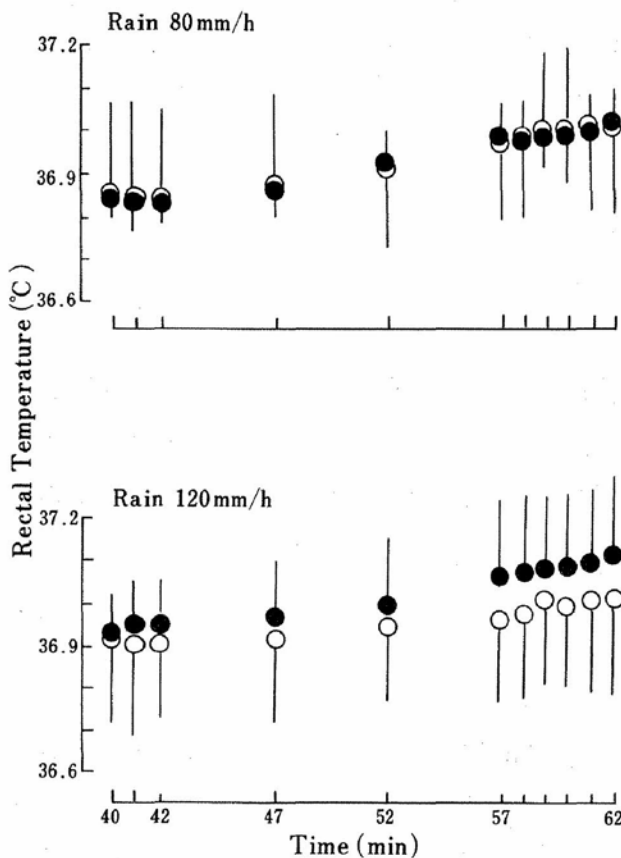 Rain 80mm/h
37.2
36.9
36.6
Rectal Temperature (℃)
Rain 120mm/h
37.2
36.9
36.6
40 42 47 52 57 62
Time (min)